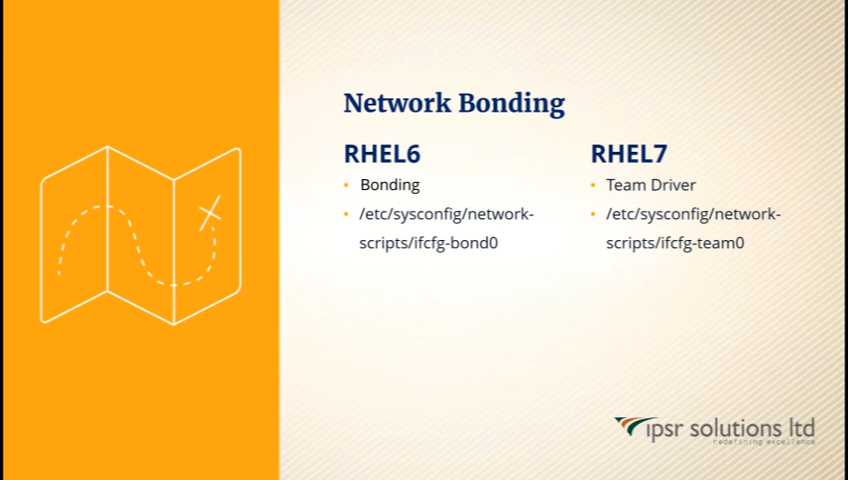 Network Bonding
RHEL6
• Bonding
• /etc/sysconfig/network-
scripts/ifcfg-bond0
RHEL7
• Team Driver
• /etc/sysconfig/network-
scripts/ifcfg-team0
ipsr solutions ltd
redefining excellence